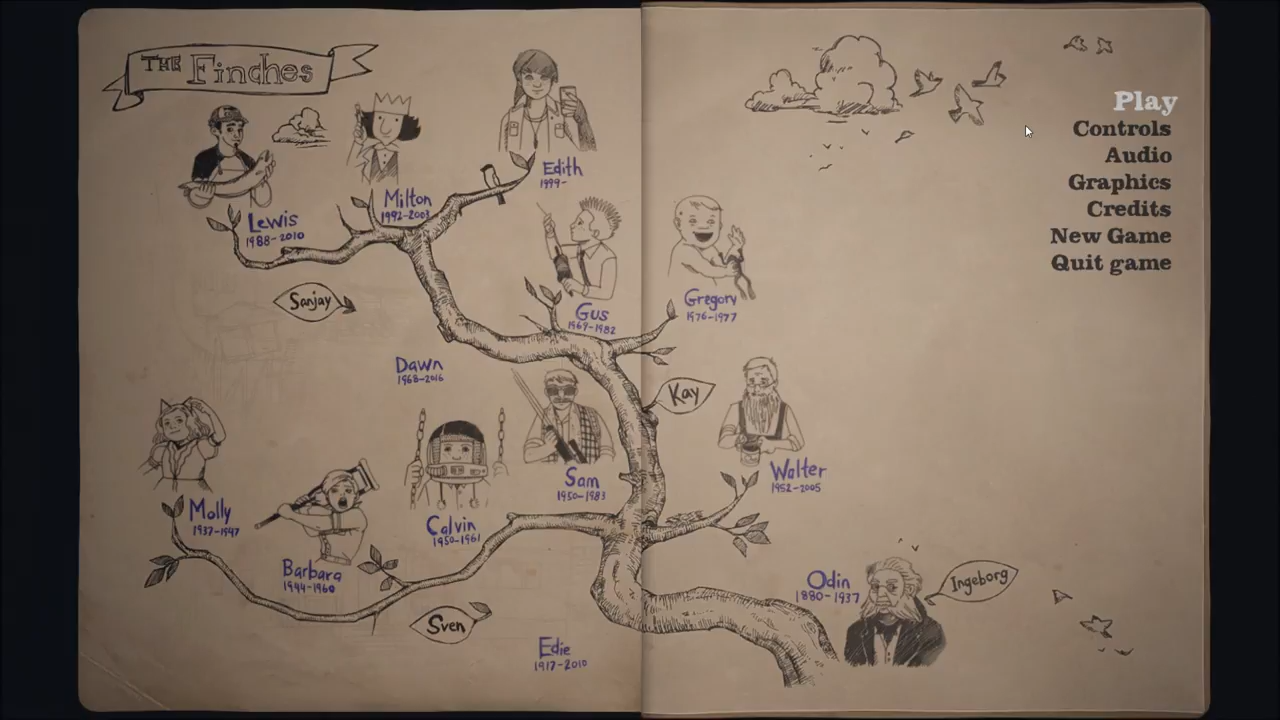 THE Finches
Edith
1999-
Milton
1992-2003
Lewis
1988-2010
Sanjay
Gus
1969-1982
Gregory
1976-1977
Dawn
1968-2016
Kay
Sam
1950-1983
Walter
1952-2005
Molly
1937-1947
Calvin
1950-1961
Barbara
1944-1960
Sven
Odin
1880-1937
Ingeborg
Edie
1917-2010
Play
Controls
Audio
Graphics
Credits
New Game
Quit game